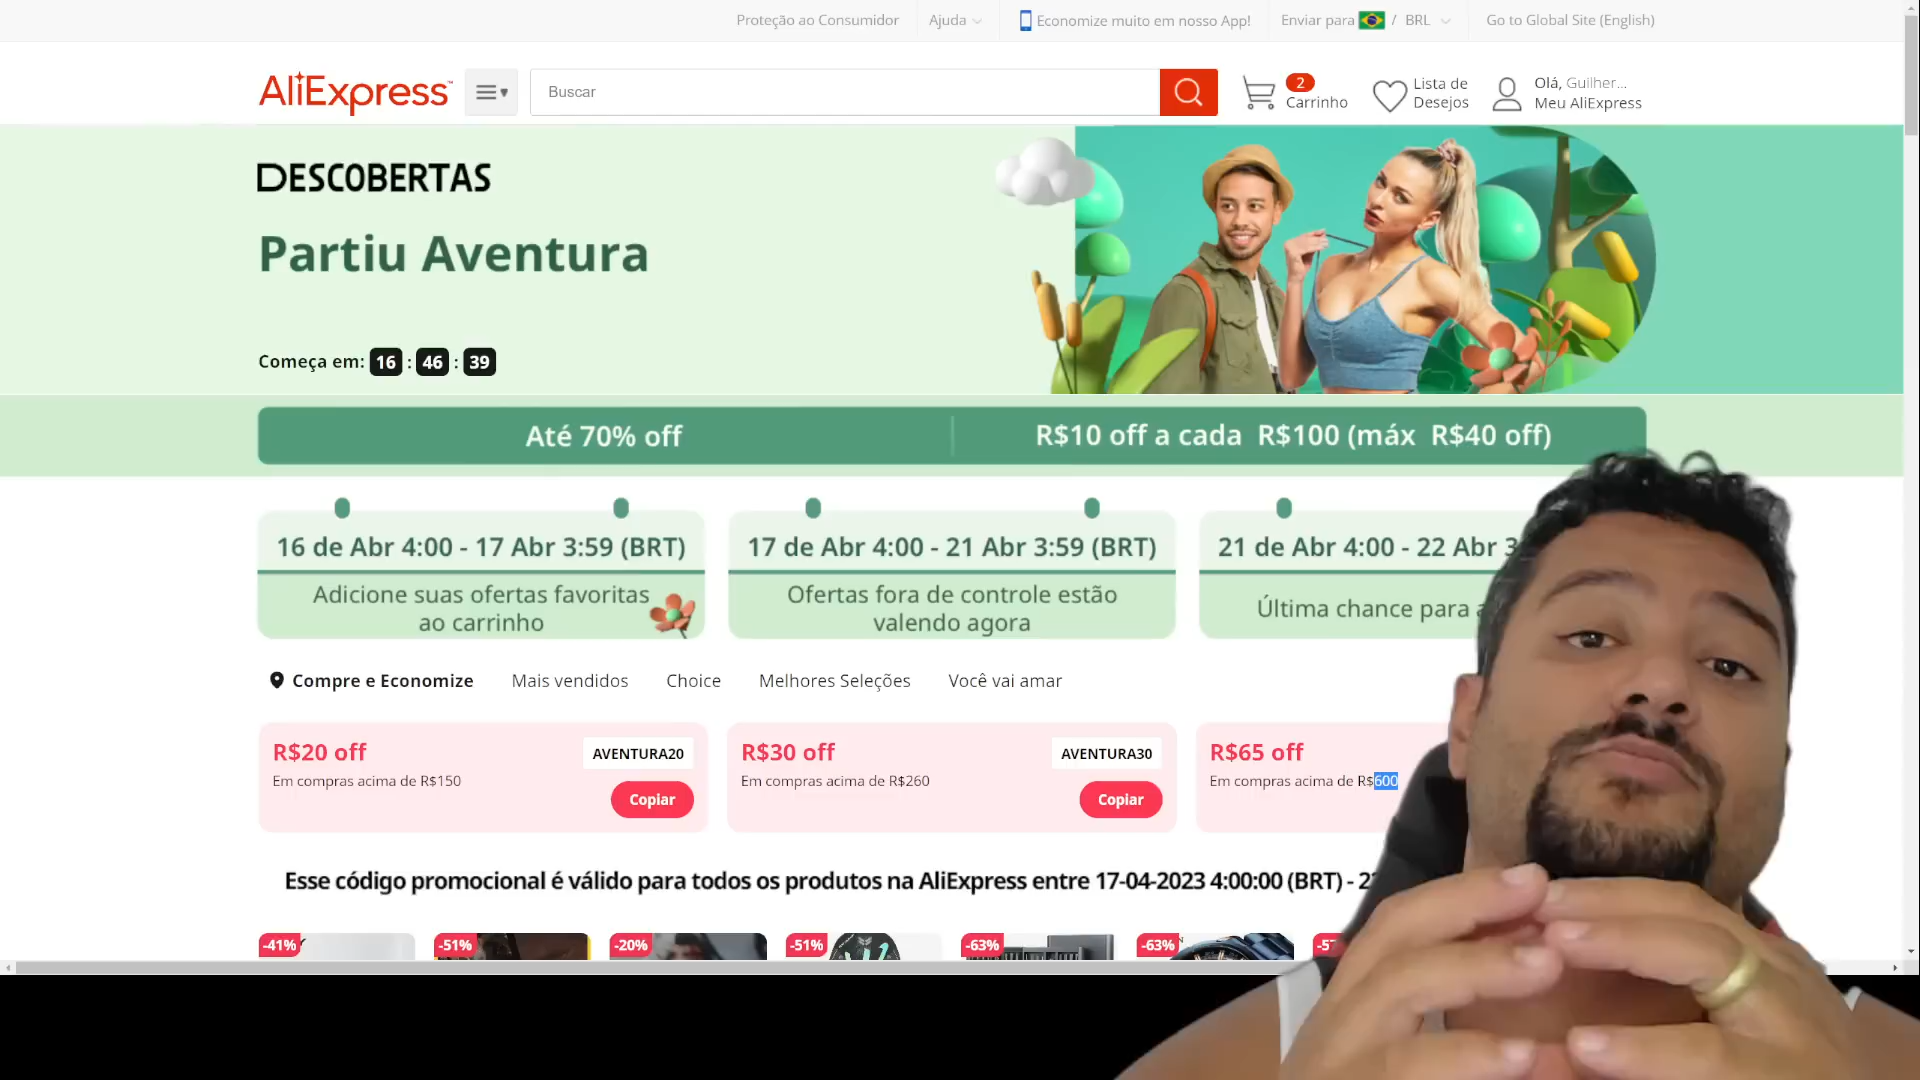 Proteção ao Consumidor
Ajuda
Economize muito em nosso App!
Enviar para / BRL
Go to Global Site (English)
AliExpress™
Buscar
2
Carrinho
Lista de
Desejos
Olá, Guilher...
Meu AliExpress
DESCOBERTAS
Partiu Aventura
Começa em: 16 : 46 : 39
Até 70% off
R$10 off a cada R$100 (máx R$40 off)
16 de Abr 4:00 - 17 Abr 3:59 (BRT)
Adicione suas ofertas favoritas
ao carrinho
17 de Abr 4:00 - 21 Abr 3:59 (BRT)
Ofertas fora de controle estão
valendo agora
21 de Abr 4:00 - 22 Abr 3
Última chance para a
Compre e Economize
Mais vendidos
Choice
Melhores Seleções
Você vai amar
R$20 off
Em compras acima de R$150
AVENTURA20
Copiar
R$30 off
Em compras acima de R$260
AVENTURA30
Copiar
R$65 off
Em compras acima de R$600
Esse código promocional é válido para todos os produtos na AliExpress entre 17-04-2023 4:00:00 (BRT) - 2
-41%
-51%
-20%
-51%
-63%
-63%
-57